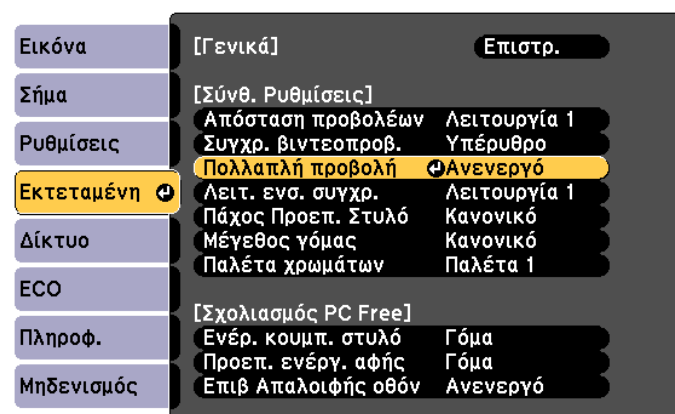 Εικόνα
Σήμα
Ρυθμίσεις
Εκτεταμένη
Δίκτυο
ECO
Πληροφ.
Μηδενισμός
[Γενικά] Επιστρ.
[Σύνθ. Ρυθμίσεις]
Απόσταση προβολέων Λειτουργία 1
Συγχρ. βιντεοπροβ. Υπέρυθρο
Πολλαπλή προβολή Ανενεργό
Λειτ. ενσ. συγχρ. Λειτουργία 1
Πάχος Προεπ. Στυλό Κανονικό
Μέγεθος γόμας Κανονικό
Παλέτα χρωμάτων Παλέτα 1
[Σχολιασμός PC Free]
Ενέρ. κουμπ. στυλό Γόμα
Προεπ. ενέργ. αφής Γόμα
Επιβ Απαλοιφής οθόν Ανενεργό